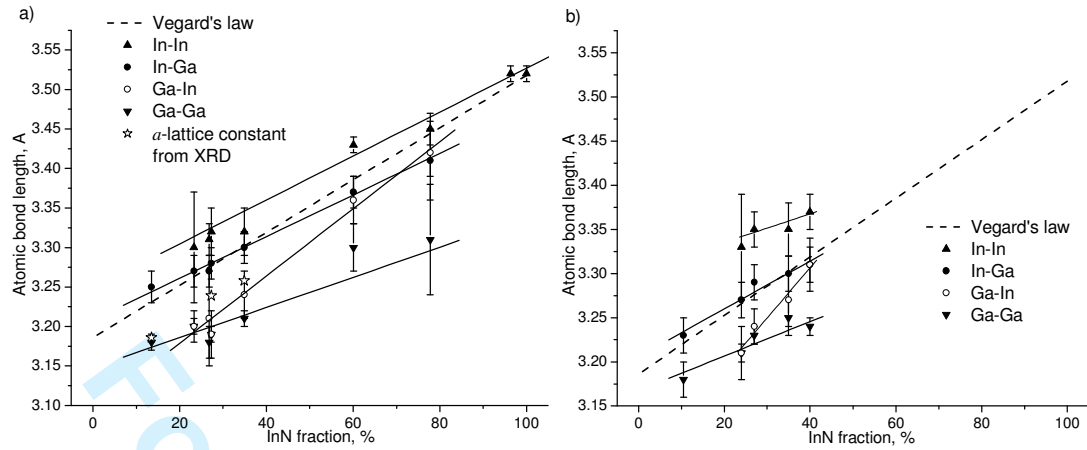 a)
Vegard's law
In-In
In-Ga
Ga-In
Ga-Ga
a-lattice constant
from XRD
3.55
3.50
3.45
3.40
3.35
3.30
3.25
3.20
3.15
3.10
Atomic bond length, A
0 20 40 60 80 100
InN fraction, %
b)
3.55
3.50
3.45
3.40
3.35
3.30
3.25
3.20
3.15
Atomic bond length, A
Vegard's law
In-In
In-Ga
Ga-In
Ga-Ga
0 20 40 60 80 100
InN fraction, %
Fo